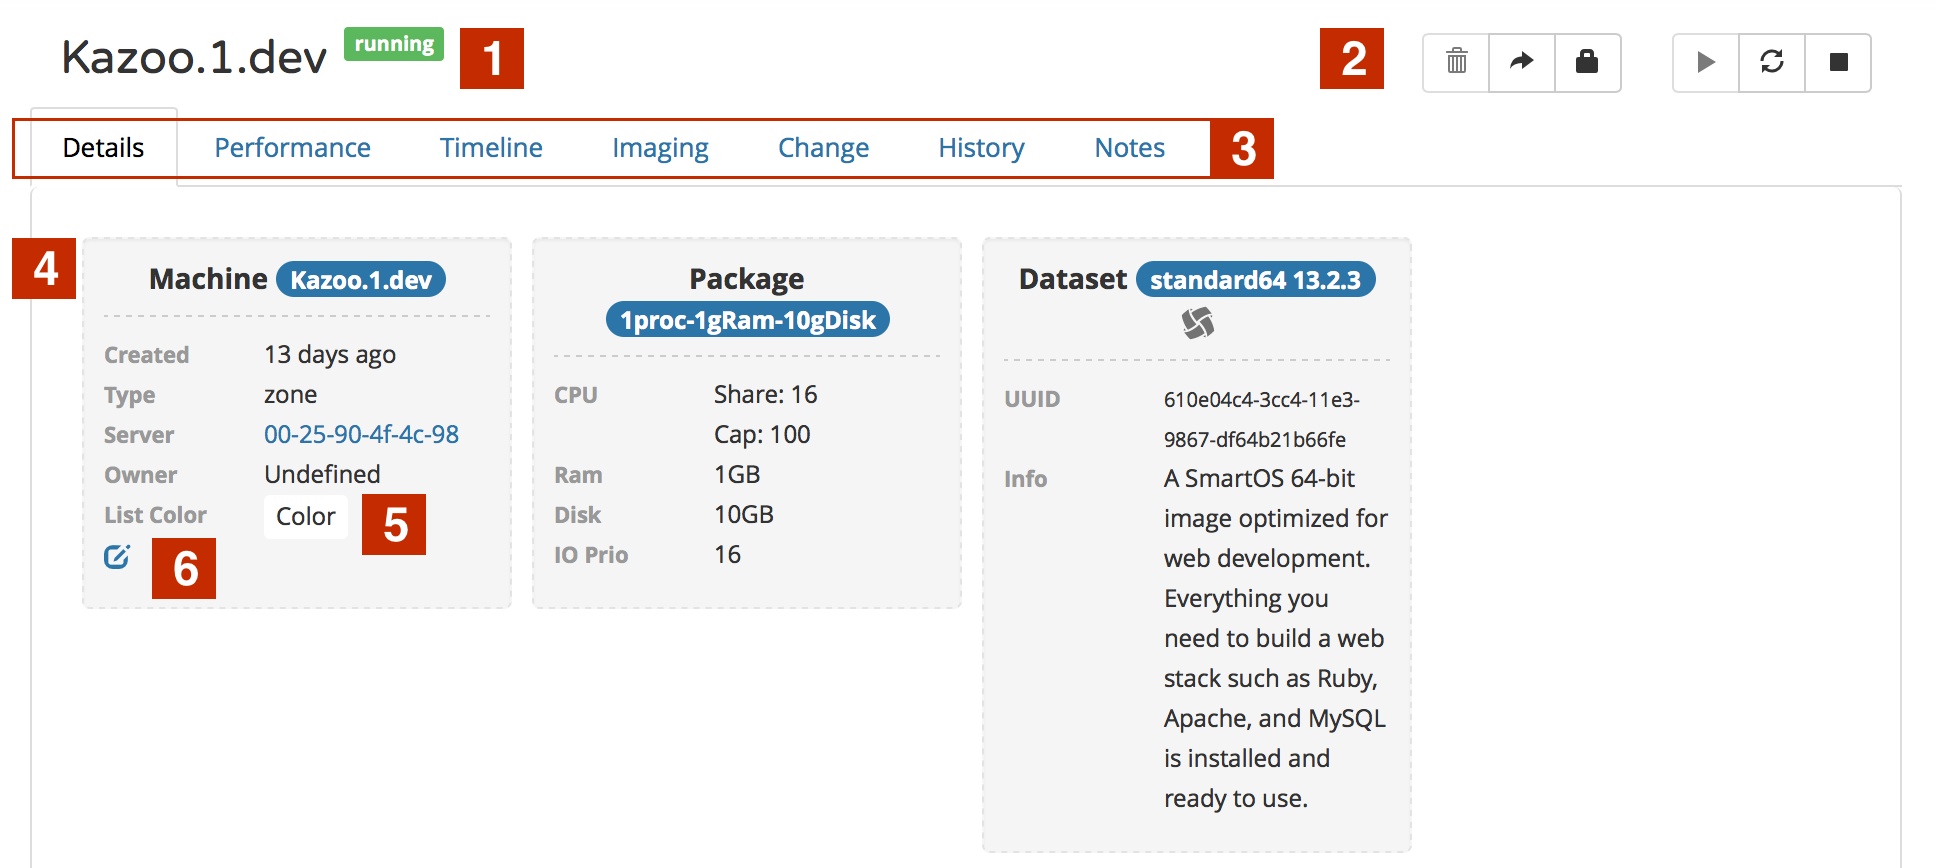 Kazoo.1.dev running 1 2
Details Performance Timeline Imaging Change History Notes 3
4
Machine Kazoo.1.dev
Created 13 days ago
Type zone
Server 00-25-90-4f-4c-98
Owner Undefined
List Color Color 5
6
Package
1proc-1gRam-10gDisk
CPU Share: 16
Cap: 100
Ram 1GB
Disk 10GB
IO Prio 16
Dataset standard64 13.2.3
UUID 610e04c4-3cc4-11e3-
9867-df64b21b66fe
Info A SmartOS 64-bit
image optimized for
web development.
Everything you
need to build a web
stack such as Ruby,
Apache, and MySQL
is installed and
ready to use.